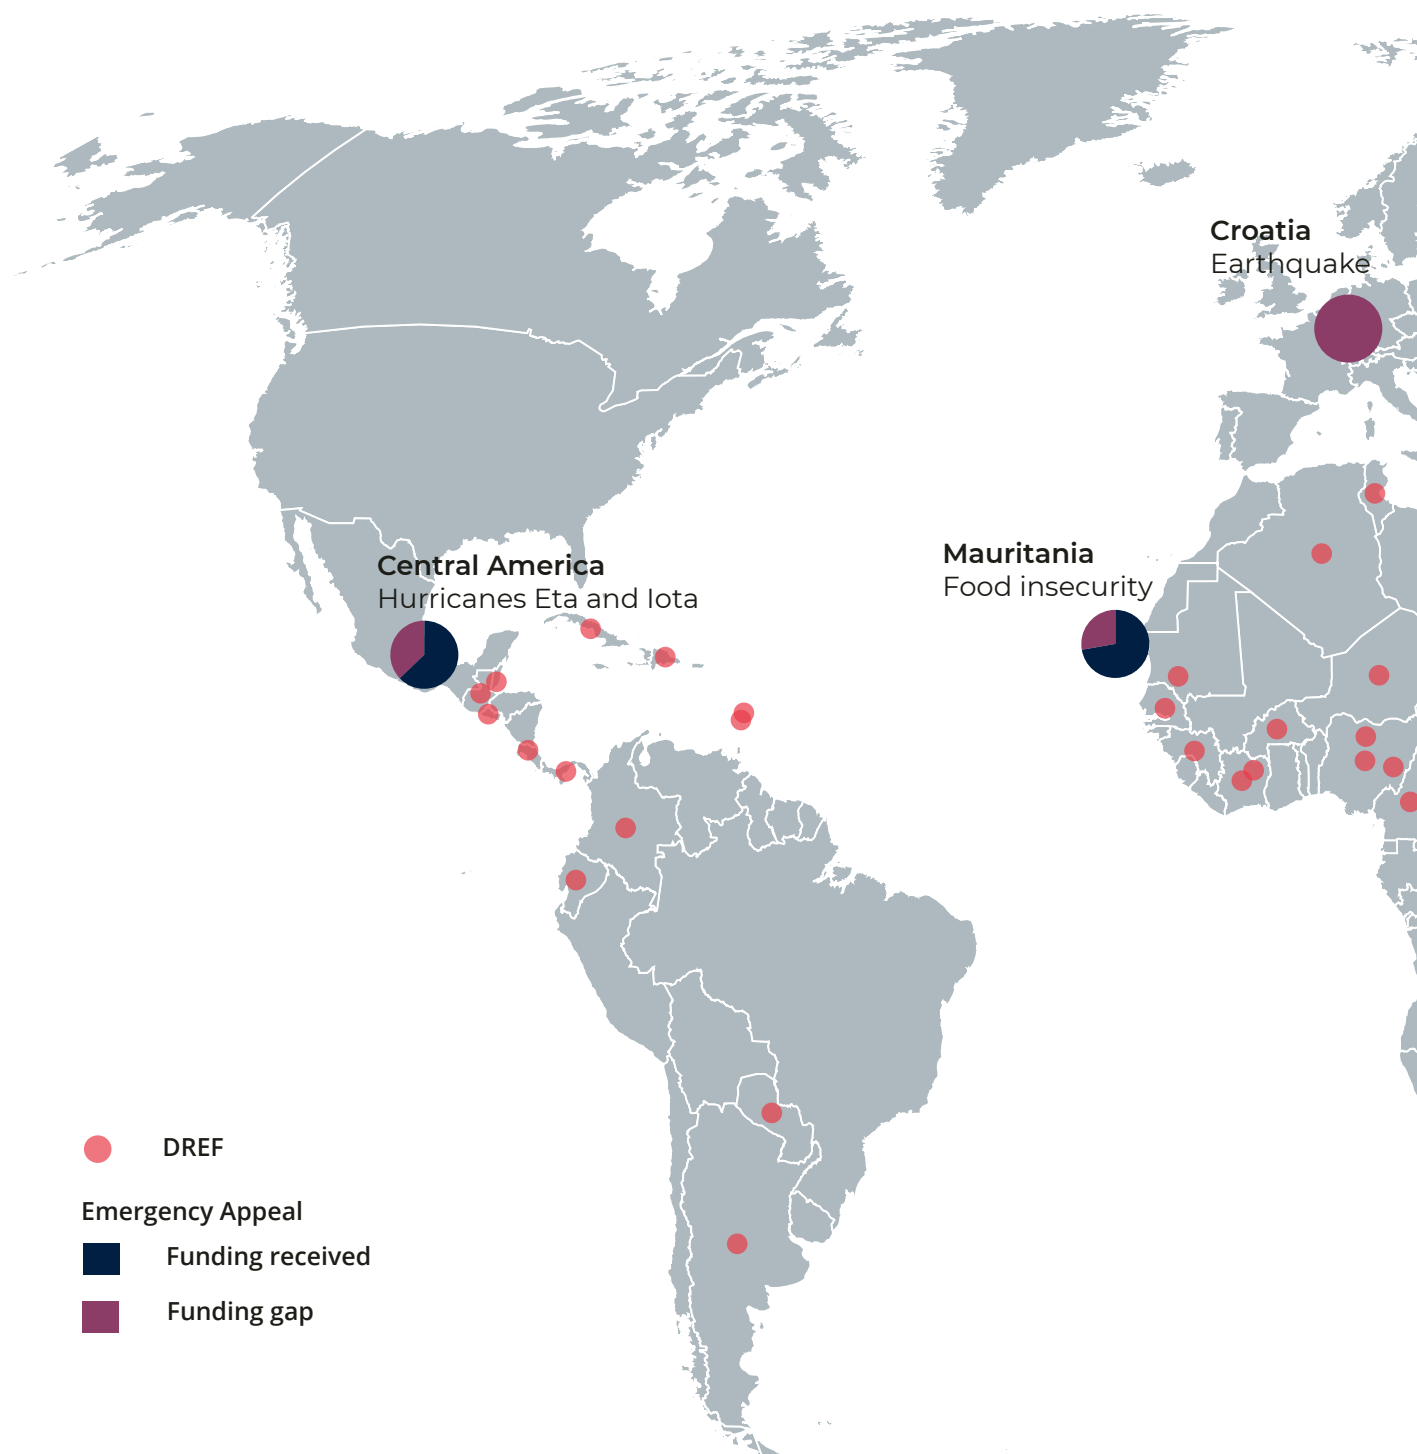 Croatia
Earthquake
Central America
Hurricanes Eta and Iota
Mauritania
Food insecurity
DREF
Emergency Appeal
Funding received
Funding gap